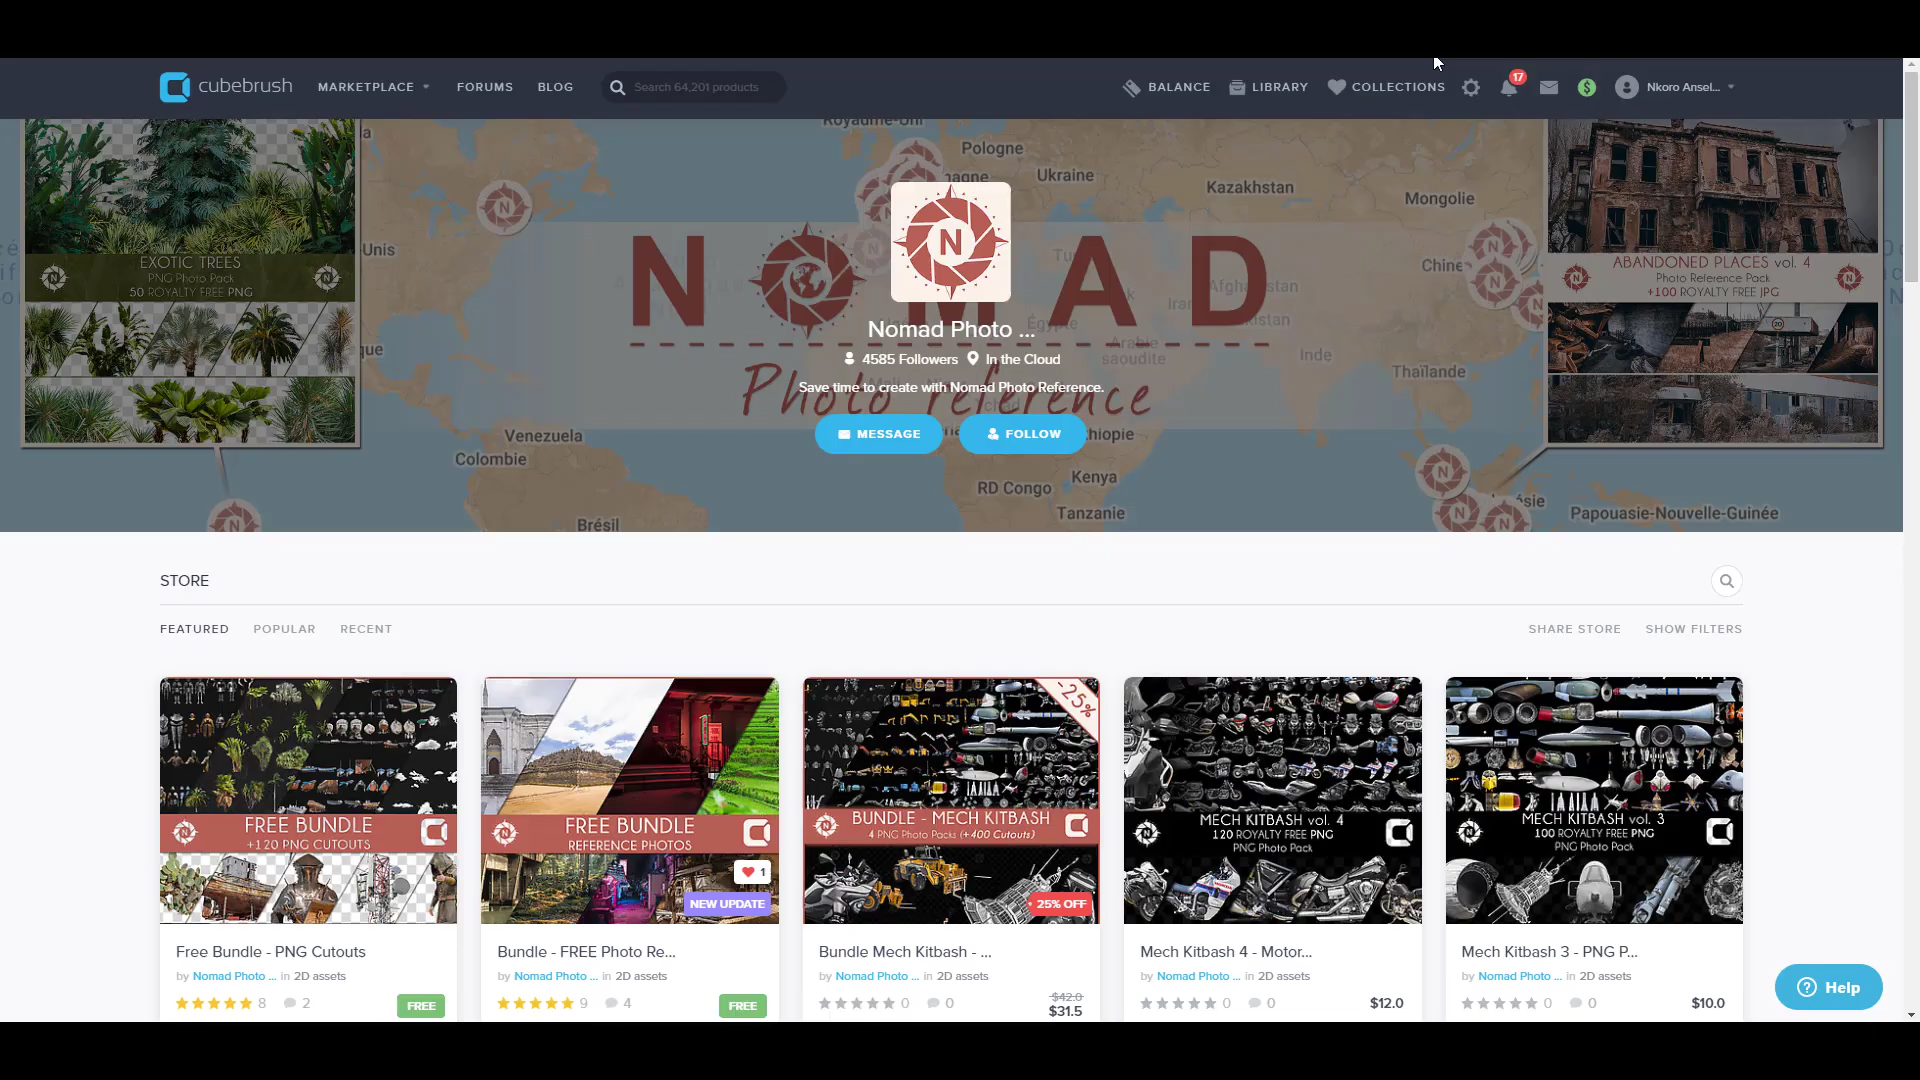 cubebrush
MARKETPLACE
FORUMS
BLOG
Search 64,201 products
BALANCE
LIBRARY
COLLECTIONS
17
Nkoro Ansel...
Royaume-Uni
Pologne
Ukraine
Kazakhstan
Mongolie
Chine
Thaïlande
Inde
Venezuela
Colombie
Brésil
RD Congo
Kenya
Tanzanie
Papouasie-Nouvelle-Guinée
EXOTIC TREES
PNG Photo Pack
50 ROYALTY FREE PNG
NOMAD
Photo reference
N
ABANDONED PLACES vol. 4
Photo Reference Pack
+100 ROYALTY FREE JPG
Nomad Photo ...
4585 Followers
In the Cloud
Save time to create with Nomad Photo Reference.
MESSAGE
FOLLOW
STORE
FEATURED
POPULAR
RECENT
SHARE STORE
SHOW FILTERS
FREE BUNDLE
+120 PNG CUTOUTS
Free Bundle - PNG Cutouts
by Nomad Photo ... in 2D assets
8
2
FREE
FREE BUNDLE
REFERENCE PHOTOS
1
NEW UPDATE
Bundle - FREE Photo Re...
by Nomad Photo ... in 2D assets
9
4
FREE
-25%
BUNDLE - MECH KITBASH
4 PNG Photo Packs (+400 Cutouts)
25% OFF
Bundle Mech Kitbash - ...
by Nomad Photo ... in 2D assets
0
0
$42.0
$31.5
MECH KITBASH vol. 4
120 ROYALTY FREE PNG
PNG Photo Pack
Mech Kitbash 4 - Motor...
by Nomad Photo ... in 2D assets
0
0
$12.0
MECH KITBASH vol. 3
100 ROYALTY FREE PNG
PNG Photo Pack
Mech Kitbash 3 - PNG P...
by Nomad Photo ... in 2D assets
0
0
$10.0
Help